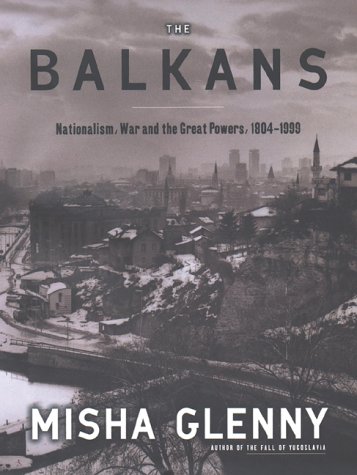 THE
BALKANS
Nationalism, War and the Great Powers, 1804–1999
MISHA GLENNY
AUTHOR OF THE FALL OF YUGOSLAVIA